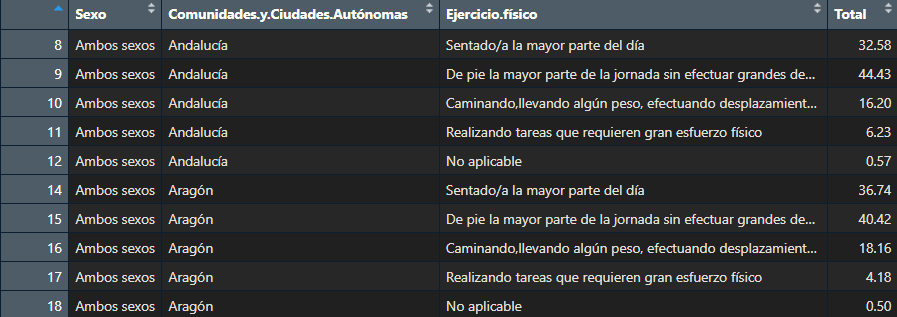 Sexo Comunidades.y.Ciudades.Autónomas Ejercicio.físico Total
8 Ambos sexos Andalucía Sentado/a la mayor parte del día 32.58
9 Ambos sexos Andalucía De pie la mayor parte de la jornada sin efectuar grandes de... 44.43
10 Ambos sexos Andalucía Caminando,llevando algún peso, efectuando desplazamient... 16.20
11 Ambos sexos Andalucía Realizando tareas que requieren gran esfuerzo físico 6.23
12 Ambos sexos Andalucía No aplicable 0.57
14 Ambos sexos Aragón Sentado/a la mayor parte del día 36.74
15 Ambos sexos Aragón De pie la mayor parte de la jornada sin efectuar grandes de... 40.42
16 Ambos sexos Aragón Caminando,llevando algún peso, efectuando desplazamient... 18.16
17 Ambos sexos Aragón Realizando tareas que requieren gran esfuerzo físico 4.18
18 Ambos sexos Aragón No aplicable 0.50